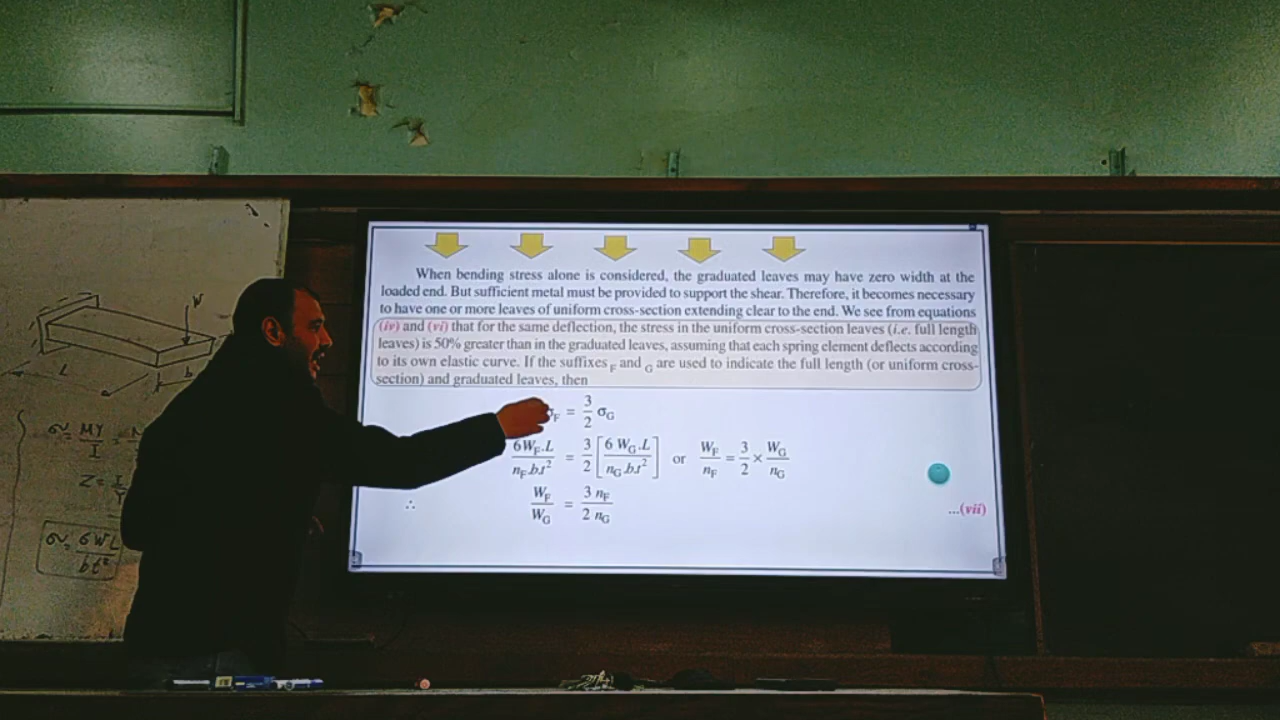 When bending stress alone is considered, the graduated leaves may have zero width at the
loaded end. But sufficient metal must be provided to support the shear. Therefore, it becomes necessary
to have one or more leaves of uniform cross-section extending clear to the end. We see from equations
(iv) and (vi) that for the same deflection, the stress in the uniform cross-section leaves (i.e. full length
leaves) is 50% greater than in the graduated leaves, assuming that each spring element deflects according
to its own elastic curve. If the suffixes F and G are used to indicate the full length (or uniform cross-
section) and graduated leaves, then
σF = 3/2 σG
6WF.L / nF.b.t² = 3/2 [6 WG.L / nG.b.t²] or WF/nF = 3/2 × WG/nG
∴ WF/WG = 3 nF / 2 nG ...(vii)
W
L
b
σ = MY/I =
Z = I/Y
σ = 6WL / bt²